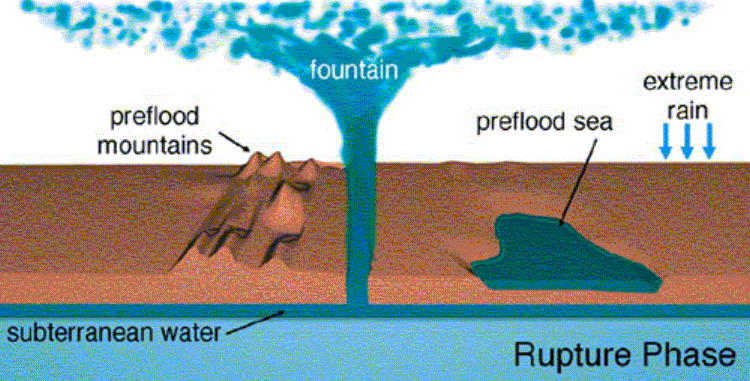 fountain
extreme
rain
preflood
mountains
preflood sea
subterranean water
Rupture Phase